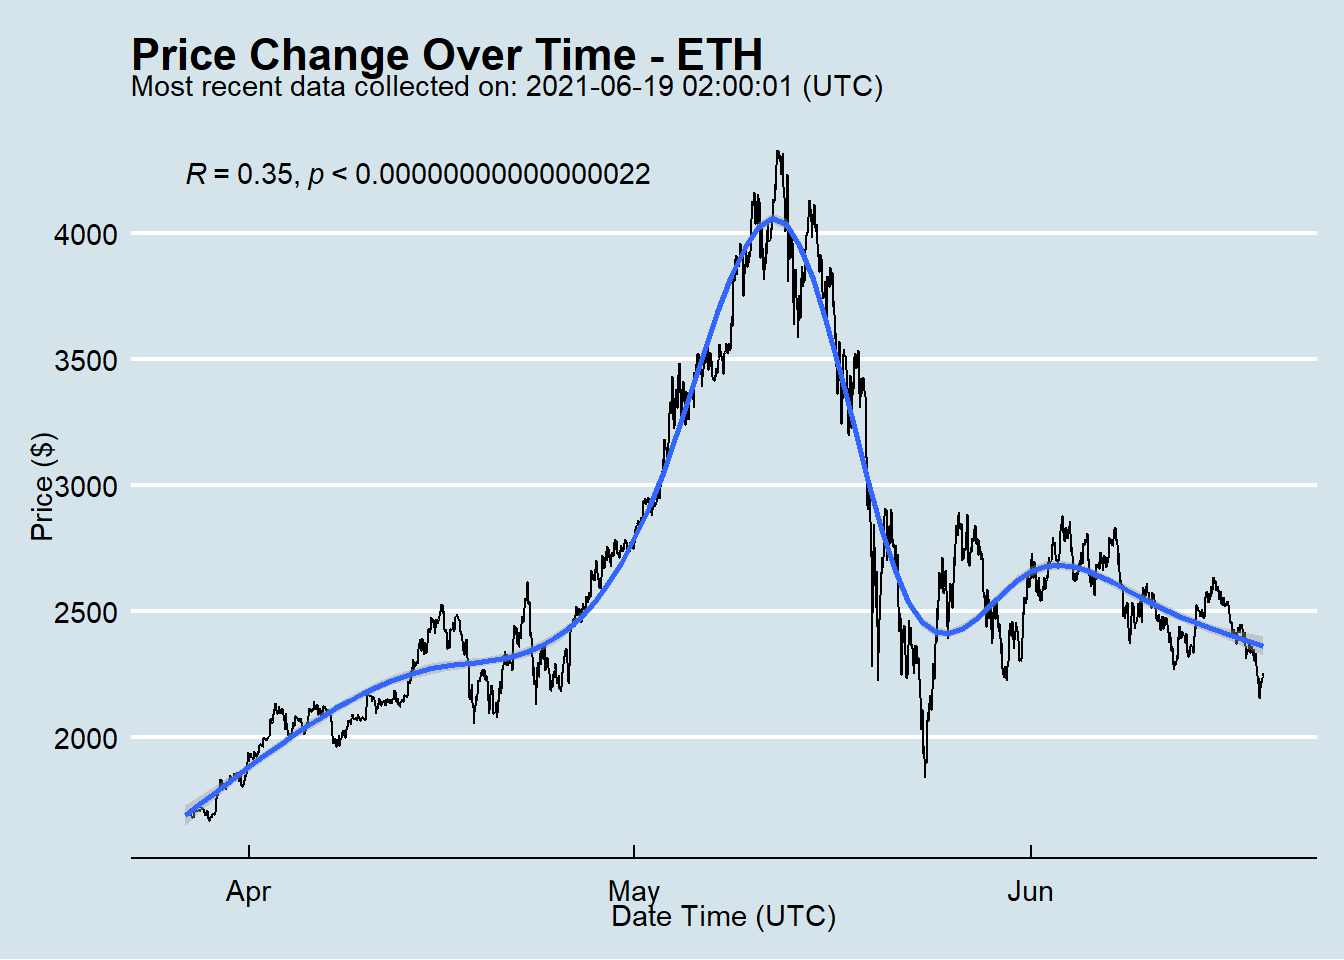 Price Change Over Time - ETH
Most recent data collected on: 2021-06-19 02:00:01 (UTC)
R = 0.35, p < 0.00000000000000022
4000
3500
3000
2500
2000
Price ($)
Apr
May
Jun
Date Time (UTC)